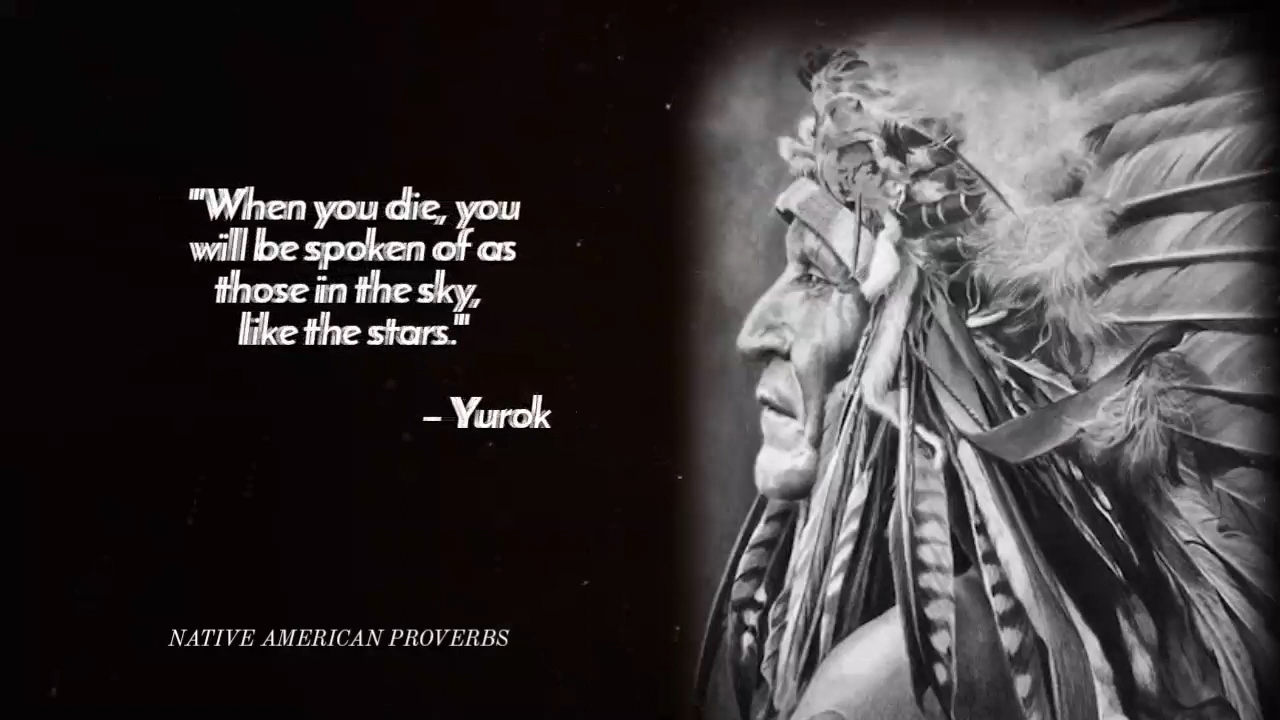 "When you die, you
will be spoken of as
those in the sky,
like the stars."
– Yurok
NATIVE AMERICAN PROVERBS